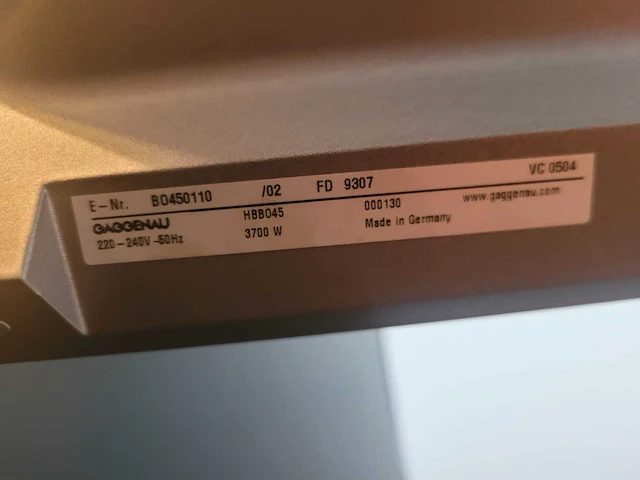 E-Nr. BO450110 /02 FD 9307 VC 0504
GAGGENAU HBBO45 000130 www.gaggenau.com
220-240V~50Hz 3700 W Made in Germany